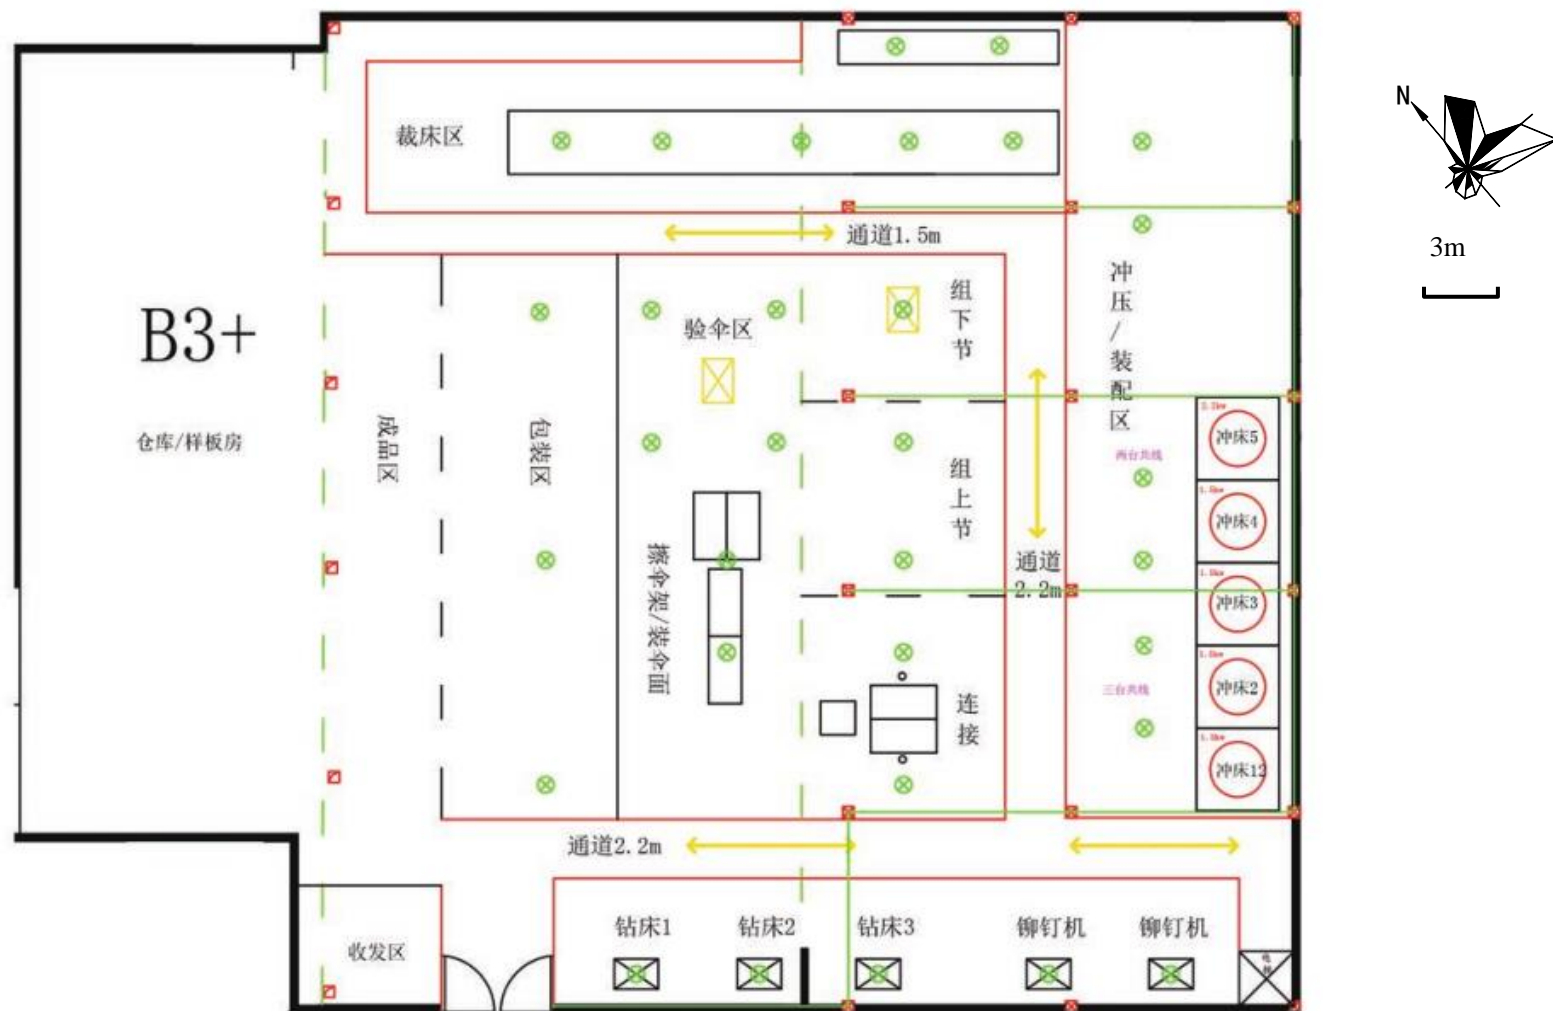 N
3m
裁床区
通道1.5m
B3+
仓库/样板房
成品区
包装区
验伞区
擦伞架/装伞面
组下节
组上节
连接
通道
2.2m
冲压/装配区
两台共线
三台共线
2.2kw
冲床5
冲床4
冲床3
冲床2
冲床12
通道2.2m
收发区
钻床1
钻床2
钻床3
铆钉机
铆钉机